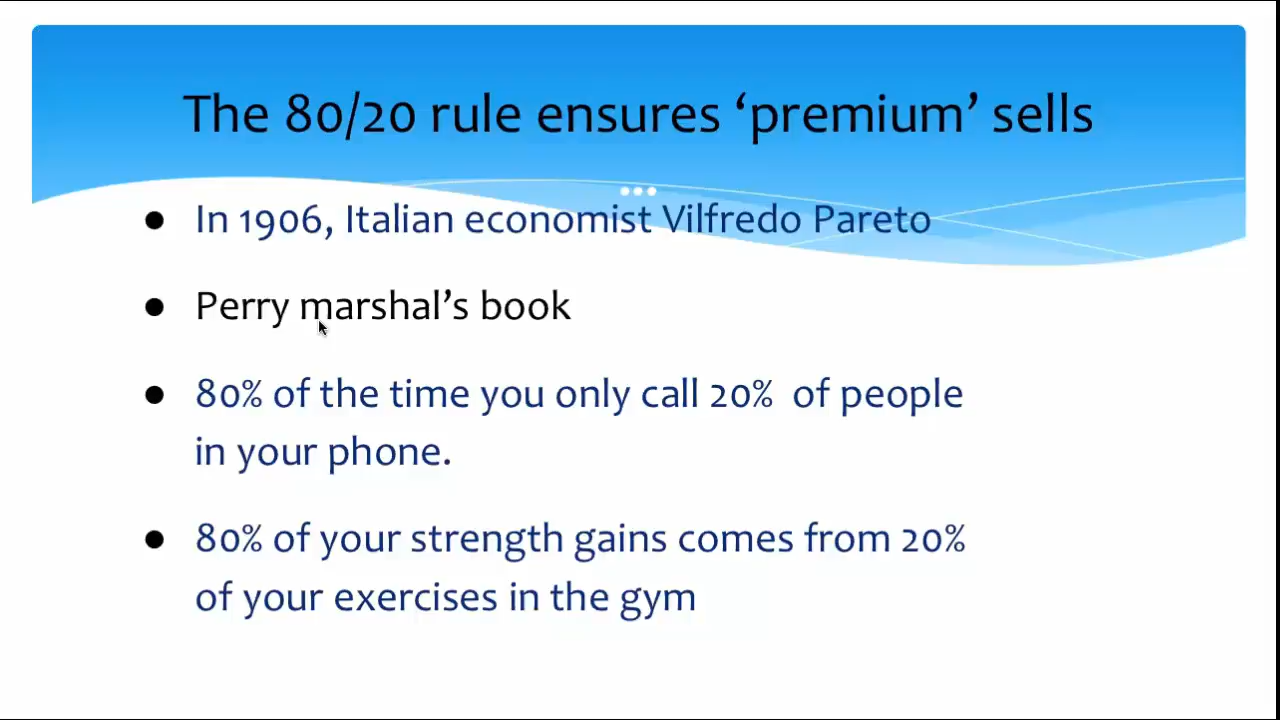 The 80/20 rule ensures ‘premium’ sells
● In 1906, Italian economist Vilfredo Pareto
● Perry marshal’s book
● 80% of the time you only call 20%  of people
in your phone.
● 80% of your strength gains comes from 20%
of your exercises in the gym